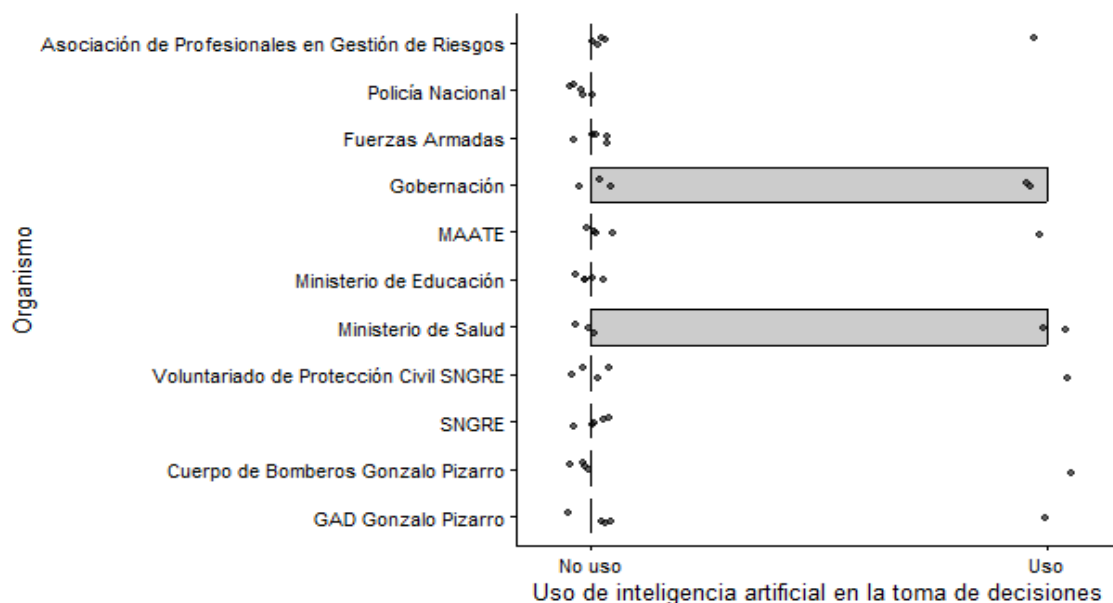 Asociación de Profesionales en Gestión de Riesgos
Policía Nacional
Fuerzas Armadas
Gobernación
MAATE
Ministerio de Educación
Ministerio de Salud
Voluntariado de Protección Civil SNGRE
SNGRE
Cuerpo de Bomberos Gonzalo Pizarro
GAD Gonzalo Pizarro
Organismo
No uso
Uso
Uso de inteligencia artificial en la toma de decisiones